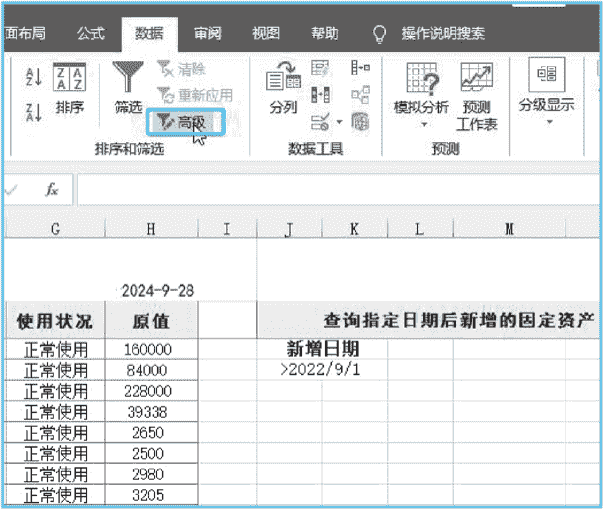 面布局 公式 数据 审阅 视图 帮助 操作说明搜索
清除
重新应用
高级
排序 筛选 分列 模拟分析 预测工作表 分级显示
排序和筛选 数据工具 预测
fx
G H I J K L M
2024-9-28
使用状况 原值 查询指定日期后新增的固定资产
正常使用 160000 新增日期
正常使用 84000 >2022/9/1
正常使用 228000
正常使用 39338
正常使用 2650
正常使用 2500
正常使用 2980
正常使用 3205